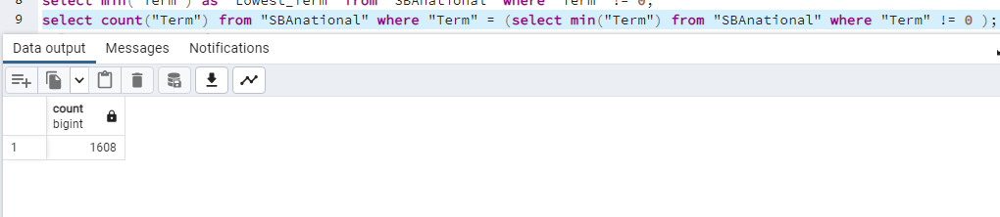 8 select min("Term") as "Lowest_Term" from "SBAnational" where "Term" != 0;
9 select count("Term") from "SBAnational" where "Term" = (select min("Term") from "SBAnational" where "Term" != 0 );
Data output Messages Notifications
count
bigint
1 1608